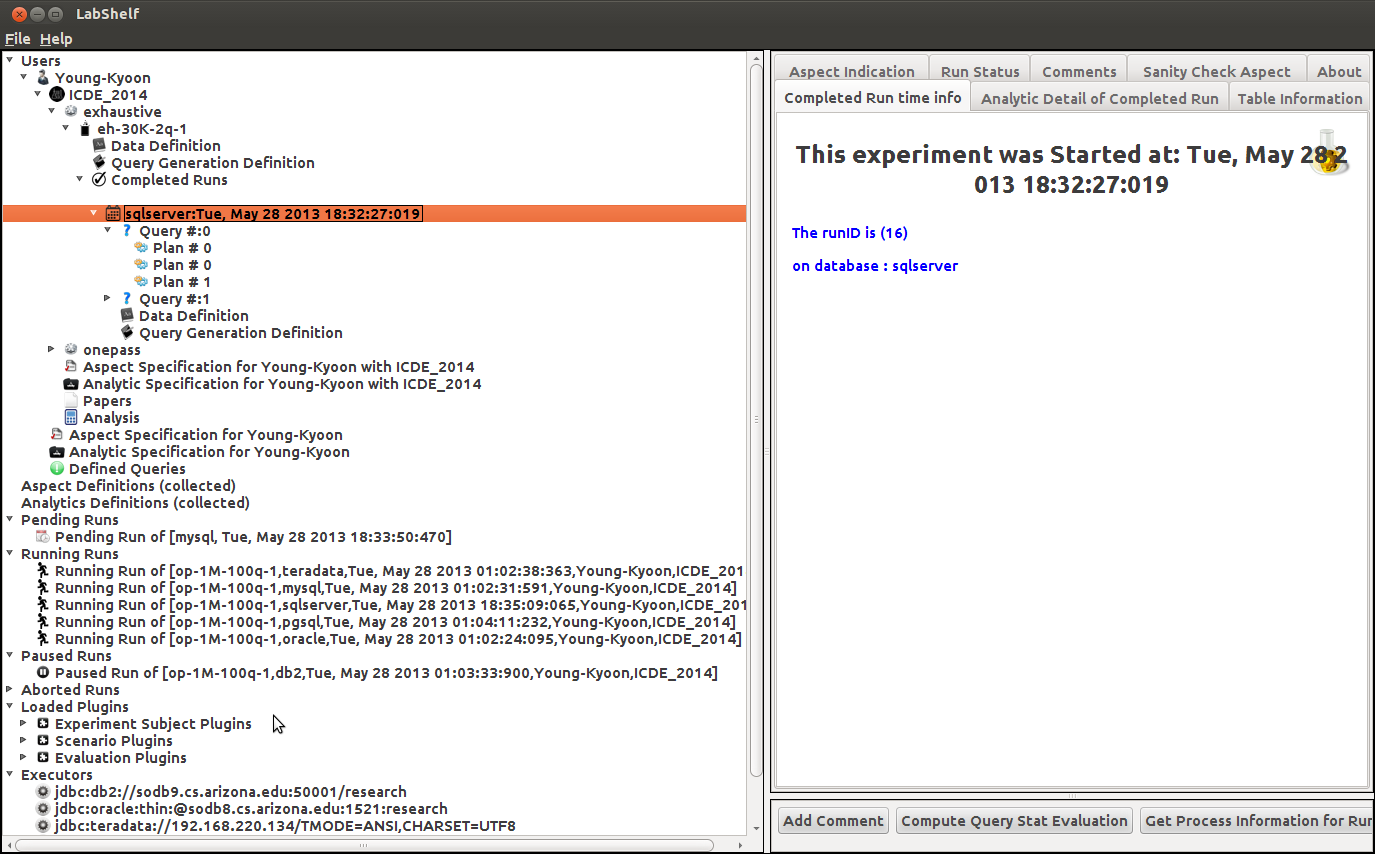 LabShelf
File Help
Users
Young-Kyoon
ICDE_2014
exhaustive
eh-30K-2q-1
Data Definition
Query Generation Definition
Completed Runs
sqlserver:Tue, May 28 2013 18:32:27:019
Query #:0
Plan # 0
Plan # 0
Plan # 1
Query #:1
Data Definition
Query Generation Definition
onepass
Aspect Specification for Young-Kyoon with ICDE_2014
Analytic Specification for Young-Kyoon with ICDE_2014
Papers
Analysis
Aspect Specification for Young-Kyoon
Analytic Specification for Young-Kyoon
Defined Queries
Aspect Definitions (collected)
Analytics Definitions (collected)
Pending Runs
Pending Run of [mysql, Tue, May 28 2013 18:33:50:470]
Running Runs
Running Run of [op-1M-100q-1,teradata,Tue, May 28 2013 01:02:38:363,Young-Kyoon,ICDE_201
Running Run of [op-1M-100q-1,mysql,Tue, May 28 2013 01:02:31:591,Young-Kyoon,ICDE_2014]
Running Run of [op-1M-100q-1,sqlserver,Tue, May 28 2013 18:35:09:065,Young-Kyoon,ICDE_201
Running Run of [op-1M-100q-1,pgsql,Tue, May 28 2013 01:04:11:232,Young-Kyoon,ICDE_2014]
Running Run of [op-1M-100q-1,oracle,Tue, May 28 2013 01:02:24:095,Young-Kyoon,ICDE_2014]
Paused Runs
Paused Run of [op-1M-100q-1,db2,Tue, May 28 2013 01:03:33:900,Young-Kyoon,ICDE_2014]
Aborted Runs
Loaded Plugins
Experiment Subject Plugins
Scenario Plugins
Evaluation Plugins
Executors
jdbc:db2://sodb9.cs.arizona.edu:50001/research
jdbc:oracle:thin:@sodb8.cs.arizona.edu:1521:research
jdbc:teradata://192.168.220.134/TMODE=ANSI,CHARSET=UTF8
Aspect Indication Run Status Comments Sanity Check Aspect About
Completed Run time info Analytic Detail of Completed Run Table Information
This experiment was Started at: Tue, May 28 2
013 18:32:27:019
The runID is (16)
on database : sqlserver
Add Comment Compute Query Stat Evaluation Get Process Information for Run